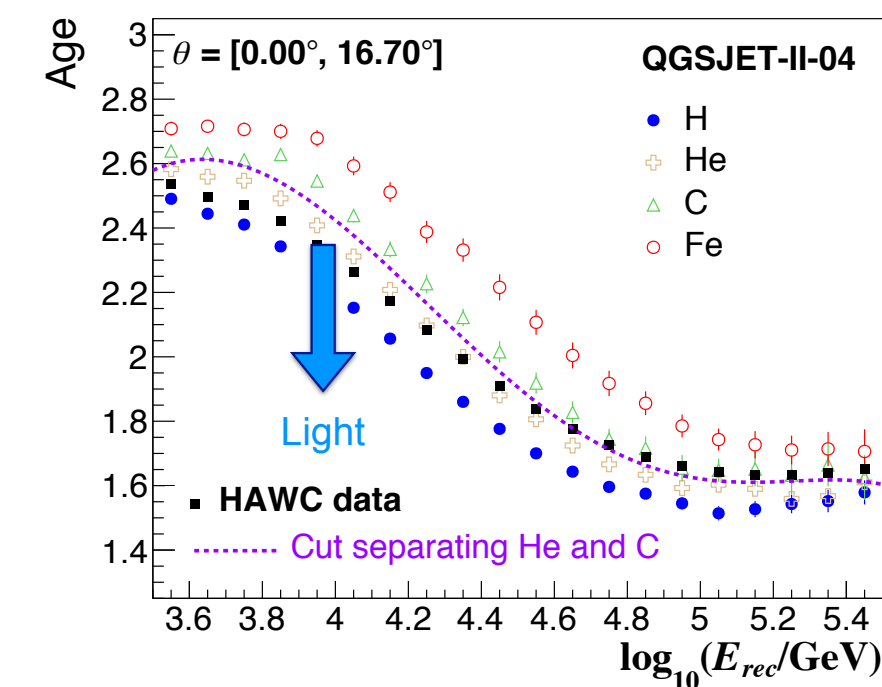 Age
θ = [0.00°, 16.70°]
QGSJET-II-04
H
He
C
Fe
3
2.8
2.6
2.4
2.2
2
1.8
1.6
1.4
Light
HAWC data
Cut separating He and C
3.6 3.8 4 4.2 4.4 4.6 4.8 5 5.2 5.4
log₁₀(E_rec/GeV)